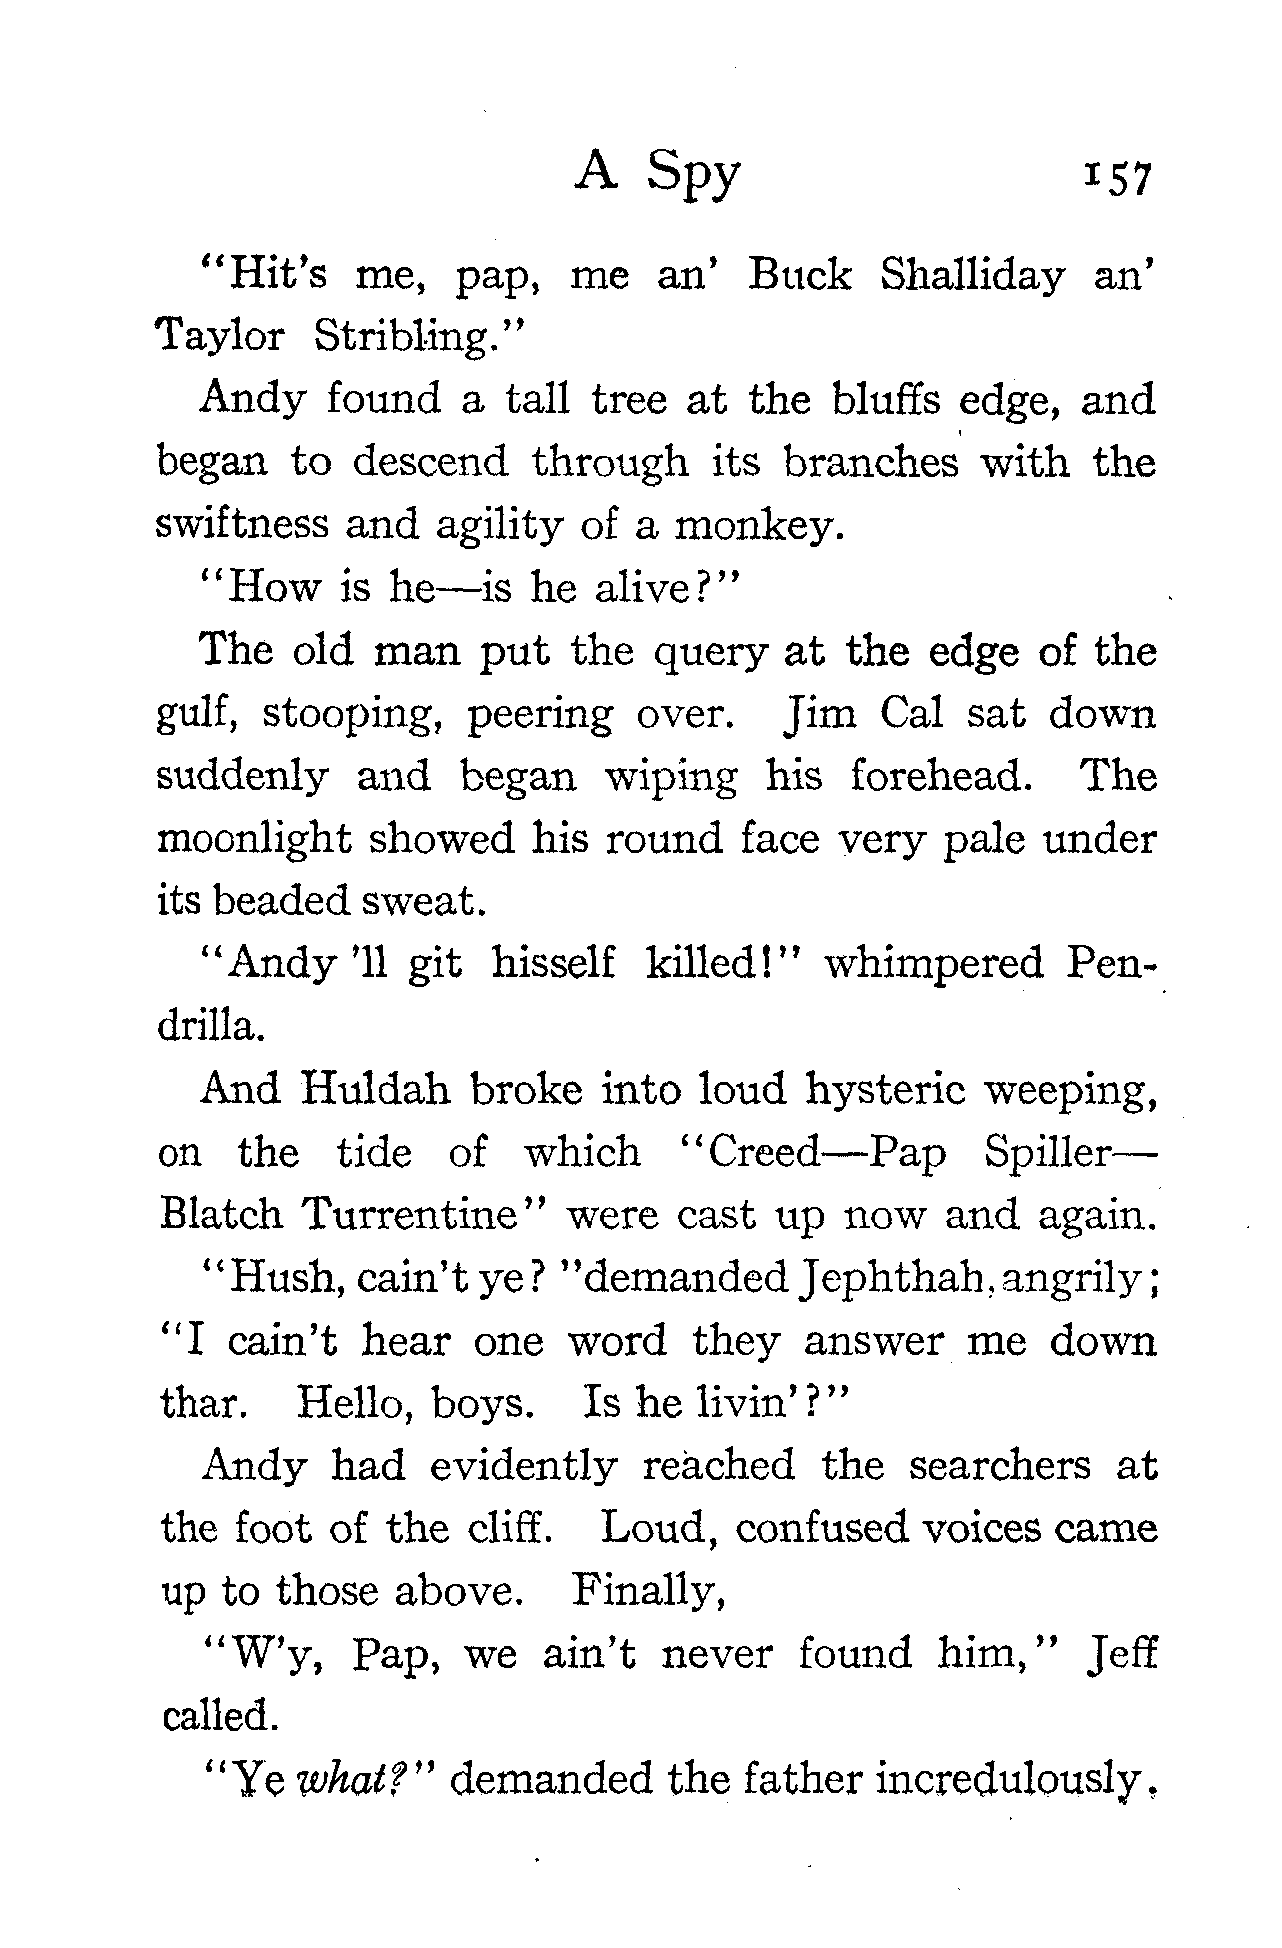 A Spy 157
"Hit's me, pap, me an' Buck Shalliday an'
Taylor Stribling."
Andy found a tall tree at the bluffs edge, and
began to descend through its branches with the
swiftness and agility of a monkey.
"How is he—is he alive?"
The old man put the query at the edge of the
gulf, stooping, peering over. Jim Cal sat down
suddenly and began wiping his forehead. The
moonlight showed his round face very pale under
its beaded sweat.
"Andy 'll git hisself killed!" whimpered Pen-
drilla.
And Huldah broke into loud hysteric weeping,
on the tide of which "Creed—Pap Spiller—
Blatch Turrentine" were cast up now and again.
"Hush, cain't ye? "demanded Jephthah, angrily;
"I cain't hear one word they answer me down
thar. Hello, boys. Is he livin'?"
Andy had evidently reached the searchers at
the foot of the cliff. Loud, confused voices came
up to those above. Finally,
"W'y, Pap, we ain't never found him," Jeff
called.
"Ye what?" demanded the father incredulously.